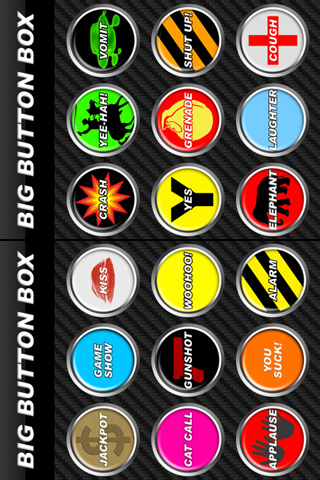 BIG BUTTON BOX
JACKPOT
GAME
SHOW
KISS
CAT CALL
GUNSHOT
WOOHOO!
APPLAUSE
YOU
SUCK!
ALARM
BIG BUTTON BOX
CRASH
YEE-HAH!
VOMIT
Y
YES
GRENADE
SHUT UP!
ELEPHANT
LAUGHTER
COUGH